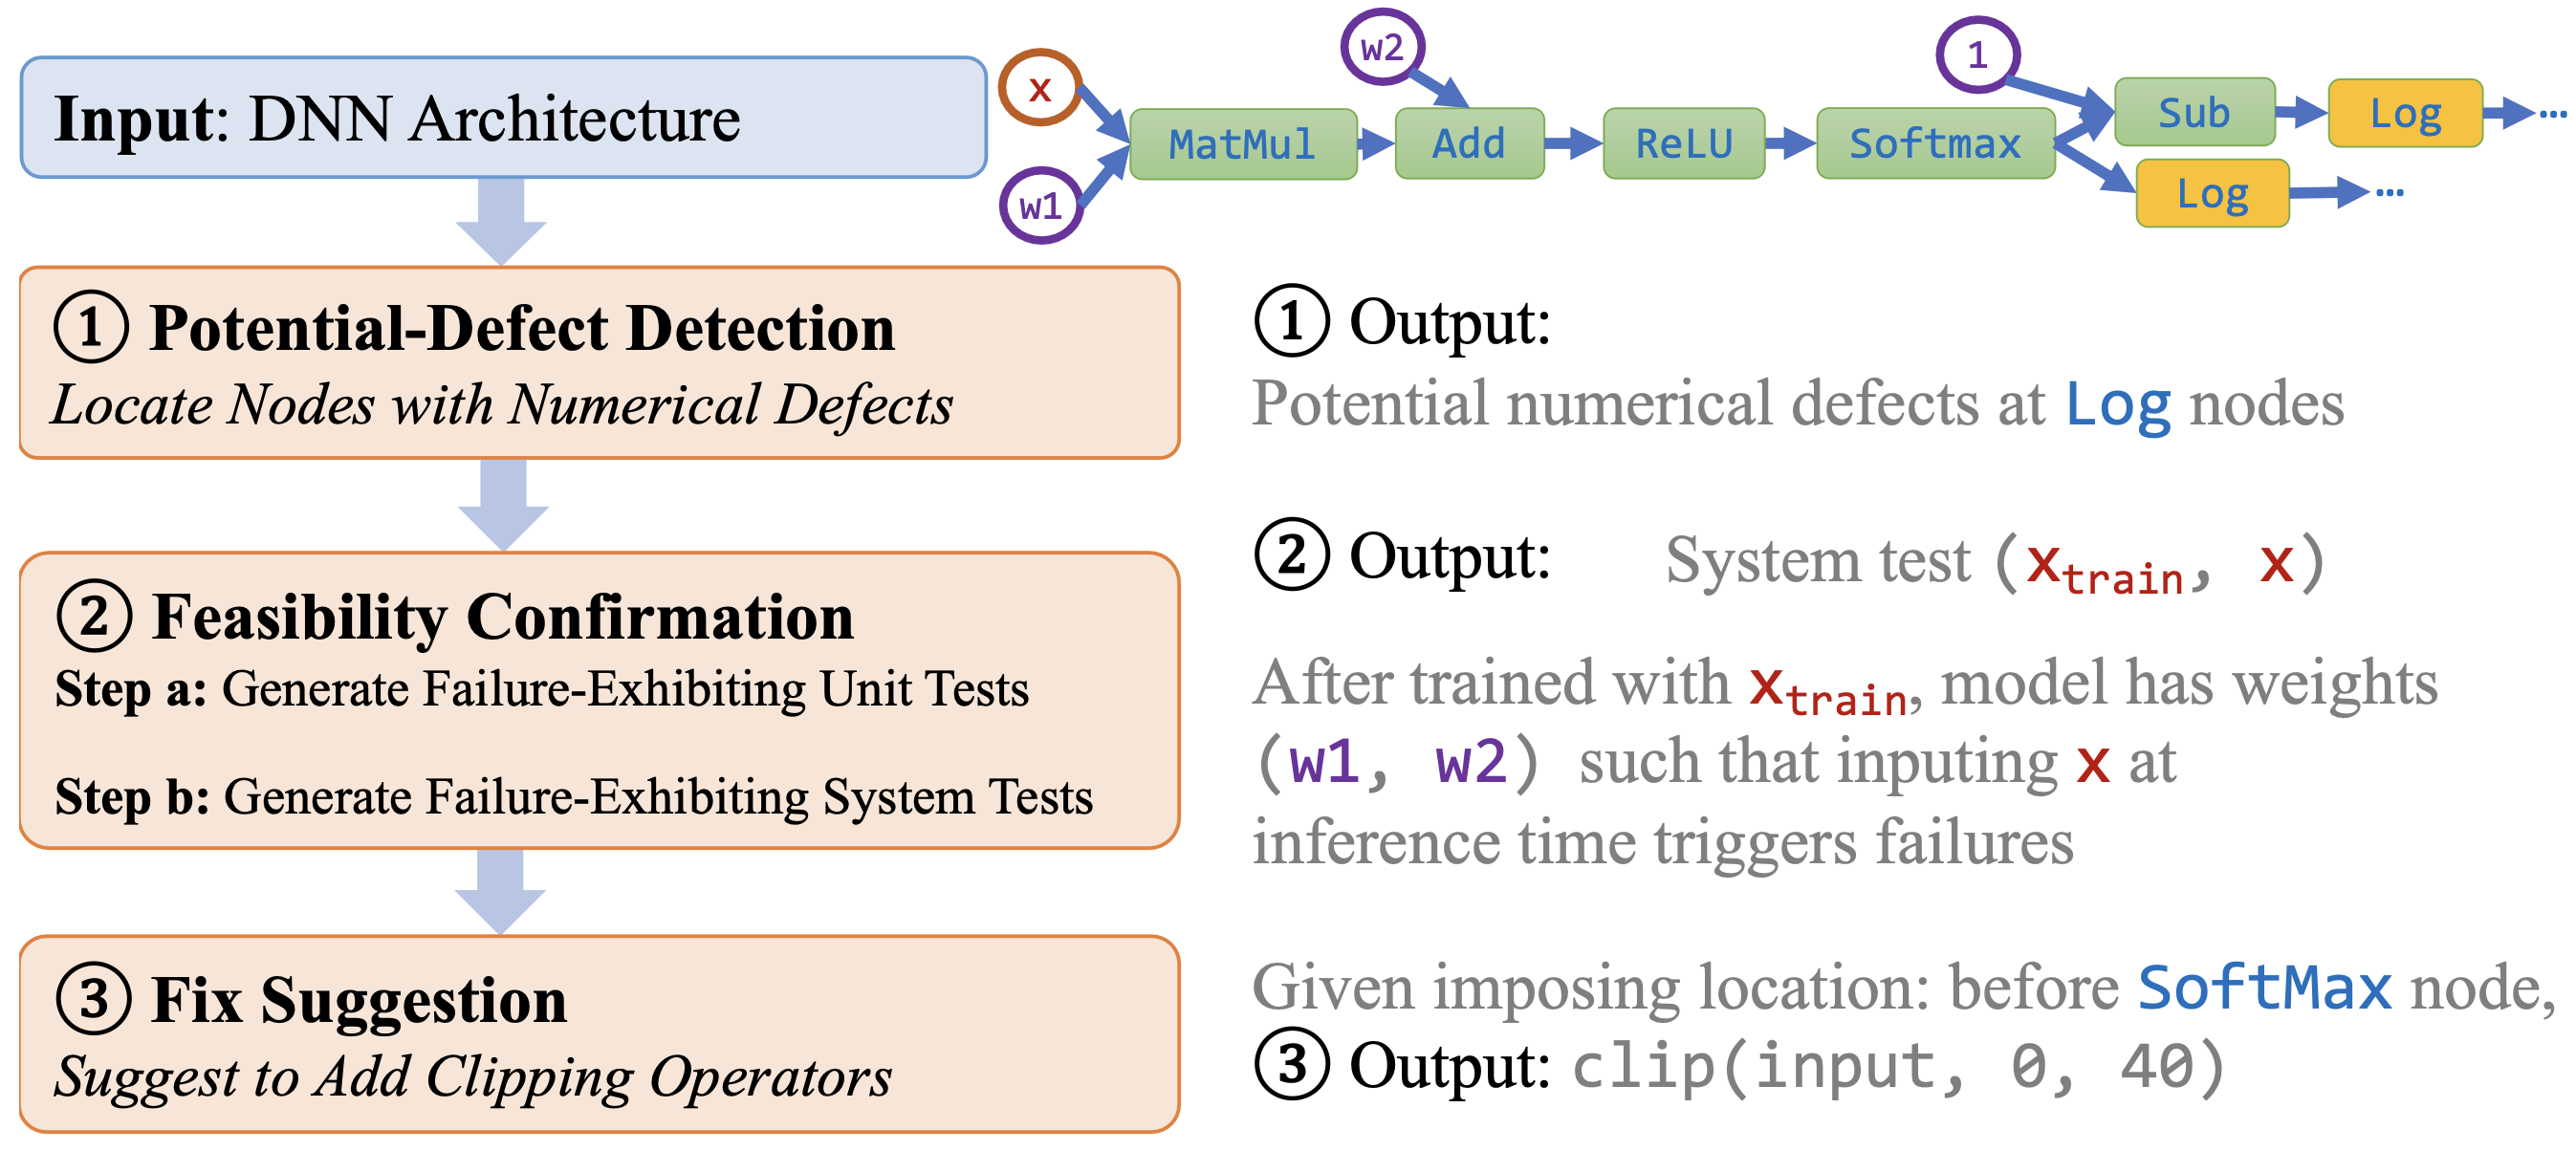 Input: DNN Architecture
x
w1
w2
1
MatMul
Add
ReLU
Softmax
Sub
Log
...
Log
...
① Potential-Defect Detection
Locate Nodes with Numerical Defects
① Output:
Potential numerical defects at Log nodes
② Feasibility Confirmation
Step a: Generate Failure-Exhibiting Unit Tests
Step b: Generate Failure-Exhibiting System Tests
② Output: System test (xtrain, x)
After trained with xtrain, model has weights
(w1, w2) such that inputing x at
inference time triggers failures
③ Fix Suggestion
Suggest to Add Clipping Operators
Given imposing location: before SoftMax node,
③ Output: clip(input, 0, 40)